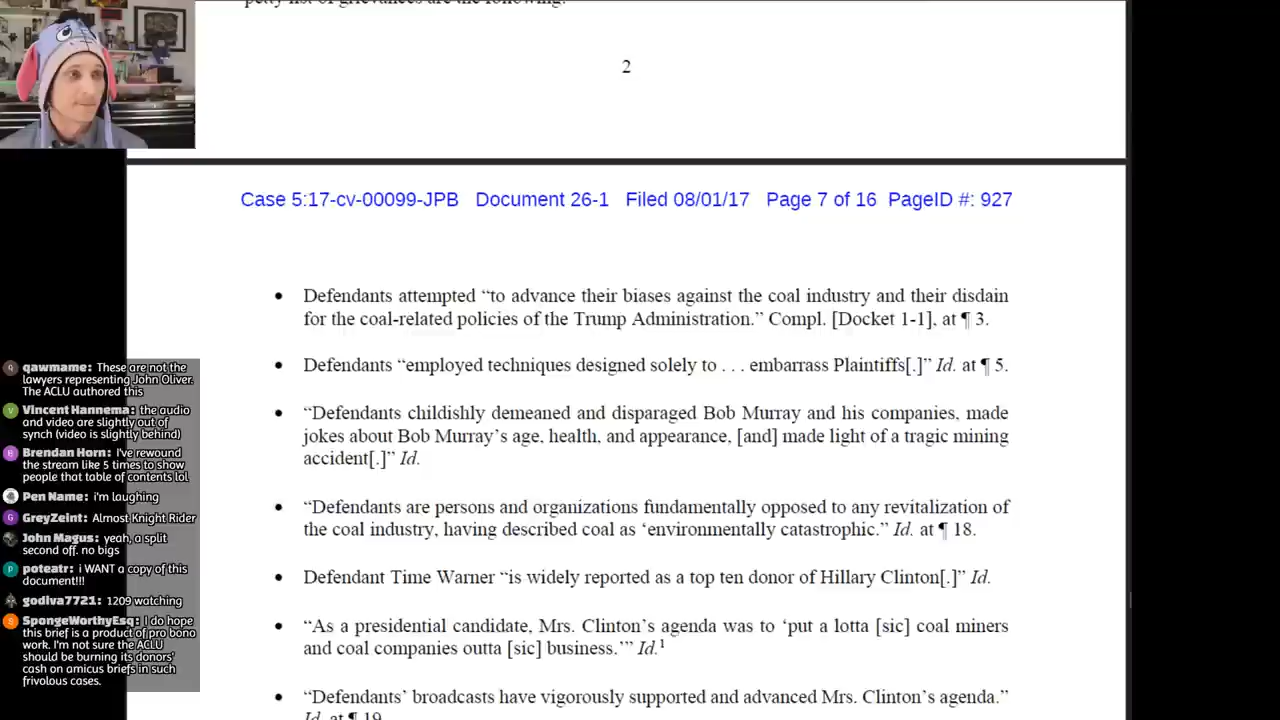 petty list of grievances are the following:
2
Case 5:17-cv-00099-JPB Document 26-1 Filed 08/01/17 Page 7 of 16 PageID #: 927
• Defendants attempted “to advance their biases against the coal industry and their disdain
for the coal-related policies of the Trump Administration.” Compl. [Docket 1-1], at ¶ 3.
• Defendants “employed techniques designed solely to . . . embarrass Plaintiffs[.]” Id. at ¶ 5.
• “Defendants childishly demeaned and disparaged Bob Murray and his companies, made
jokes about Bob Murray’s age, health, and appearance, [and] made light of a tragic mining
accident[.]” Id.
• “Defendants are persons and organizations fundamentally opposed to any revitalization of
the coal industry, having described coal as ‘environmentally catastrophic.” Id. at ¶ 18.
• Defendant Time Warner “is widely reported as a top ten donor of Hillary Clinton[.]” Id.
• “As a presidential candidate, Mrs. Clinton’s agenda was to ‘put a lotta [sic] coal miners
and coal companies outta [sic] business.’” Id.1
• “Defendants’ broadcasts have vigorously supported and advanced Mrs. Clinton’s agenda.”
Id. at ¶ 19.
q qawmame: These are not the
lawyers representing John Oliver.
The ACLU authored this
V Vincent Hannema: the audio
and video are slightly out of
synch (video is slightly behind)
B Brendan Horn: I've rewound
the stream like 5 times to show
people that table of contents lol
Pen Name: i'm laughing
G GreyZeint: Almost Knight Rider
John Magus: yeah, a split
second off. no bigs
p poteatr: i WANT a copy of this
document!!!
godiva7721: 1209 watching
S SpongeWorthyEsq: I do hope
this brief is a product of pro bono
work. I'm not sure the ACLU
should be burning its donors'
cash on amicus briefs in such
frivolous cases.